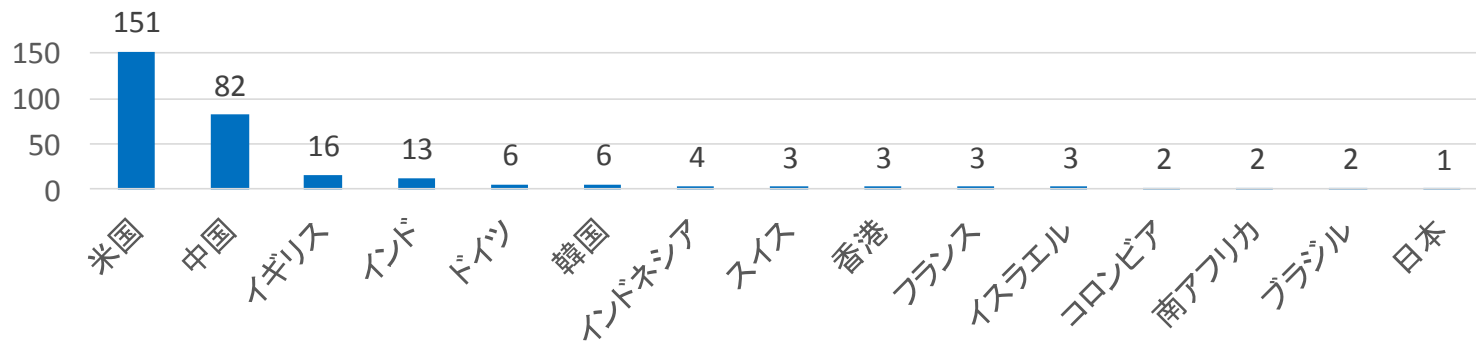 151
150
82
100
50
16
13
6
6
4
3
3
3
3
2
2
2
1
0
米国
中国
イギリス
インド
ドイツ
韓国
インドネシア
スイス
香港
フランス
イスラエル
コロンビア
南アフリカ
ブラジル
日本